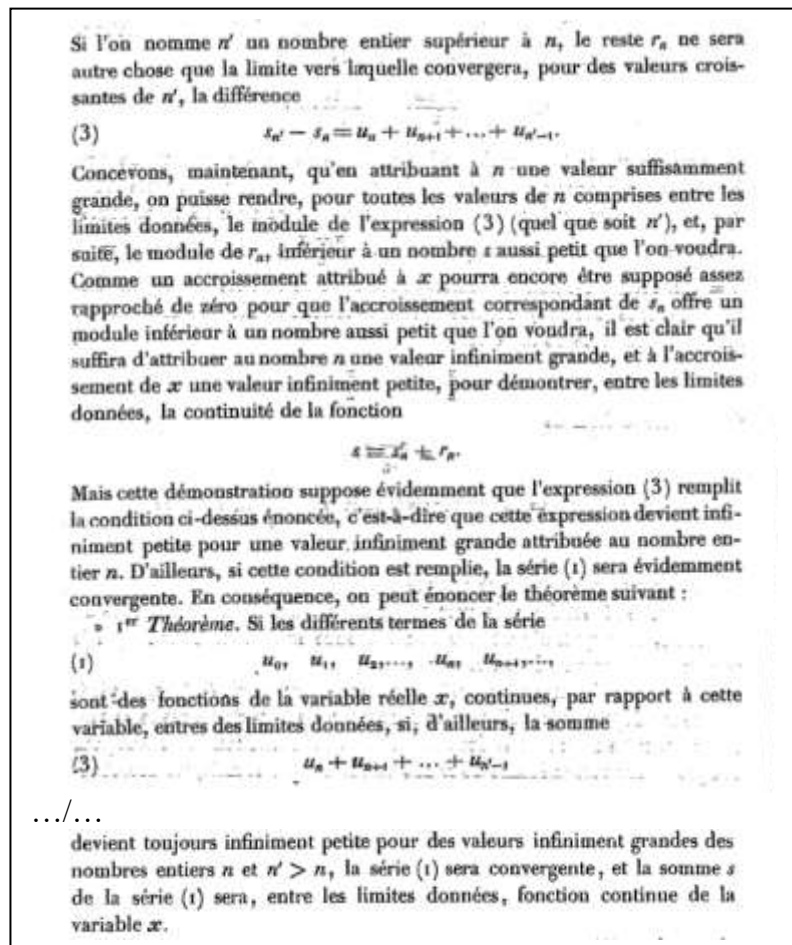 Si l'on nomme n' un nombre entier supérieur à n, le reste rₙ ne sera
autre chose que la limite vers laquelle convergera, pour des valeurs crois-
santes de n', la différence
(3) sₙ' − sₙ = uₙ + uₙ₊₁ + ... + uₙ'₋₁.
Concevons, maintenant, qu'en attribuant à n une valeur suffisamment
grande, on puisse rendre, pour toutes les valeurs de n comprises entre les
limites données, le module de l'expression (3) (quel que soit n'), et, par
suite, le module de rₙ, inférieur à un nombre ε aussi petit que l'on voudra.
Comme un accroissement attribué à x pourra encore être supposé assez
rapproché de zéro pour que l'accroissement correspondant de sₙ offre un
module inférieur à un nombre aussi petit que l'on voudra, il est clair qu'il
suffira d'attribuer au nombre n une valeur infiniment grande, et à l'accrois-
sement de x une valeur infiniment petite, pour démontrer, entre les limites
données, la continuité de la fonction
s = sₙ + rₙ.
Mais cette démonstration suppose évidemment que l'expression (3) remplit
la condition ci-dessus énoncée, c'est-à-dire que cette expression devient infi-
niment petite pour une valeur infiniment grande attribuée au nombre en-
tier n. D'ailleurs, si cette condition est remplie, la série (1) sera évidemment
convergente. En conséquence, on peut énoncer le théorème suivant :
» 1er Théorème. Si les différents termes de la série
(1) u₀, u₁, u₂,..., uₙ, uₙ₊₁,...,
sont des fonctions de la variable réelle x, continues, par rapport à cette
variable, entres des limites données, si, d'ailleurs, la somme
(3) uₙ + uₙ₊₁ + ... + uₙ'₋₁
…/…
devient toujours infiniment petite pour des valeurs infiniment grandes des
nombres entiers n et n' > n, la série (1) sera convergente, et la somme s
de la série (1) sera, entre les limites données, fonction continue de la
variable x.